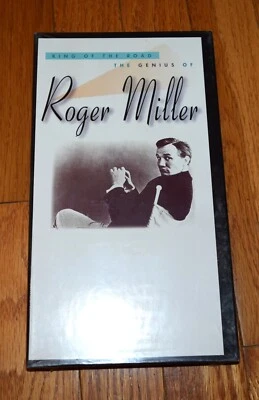 KING OF THE ROAD
THE GENIUS OF
Roger Miller